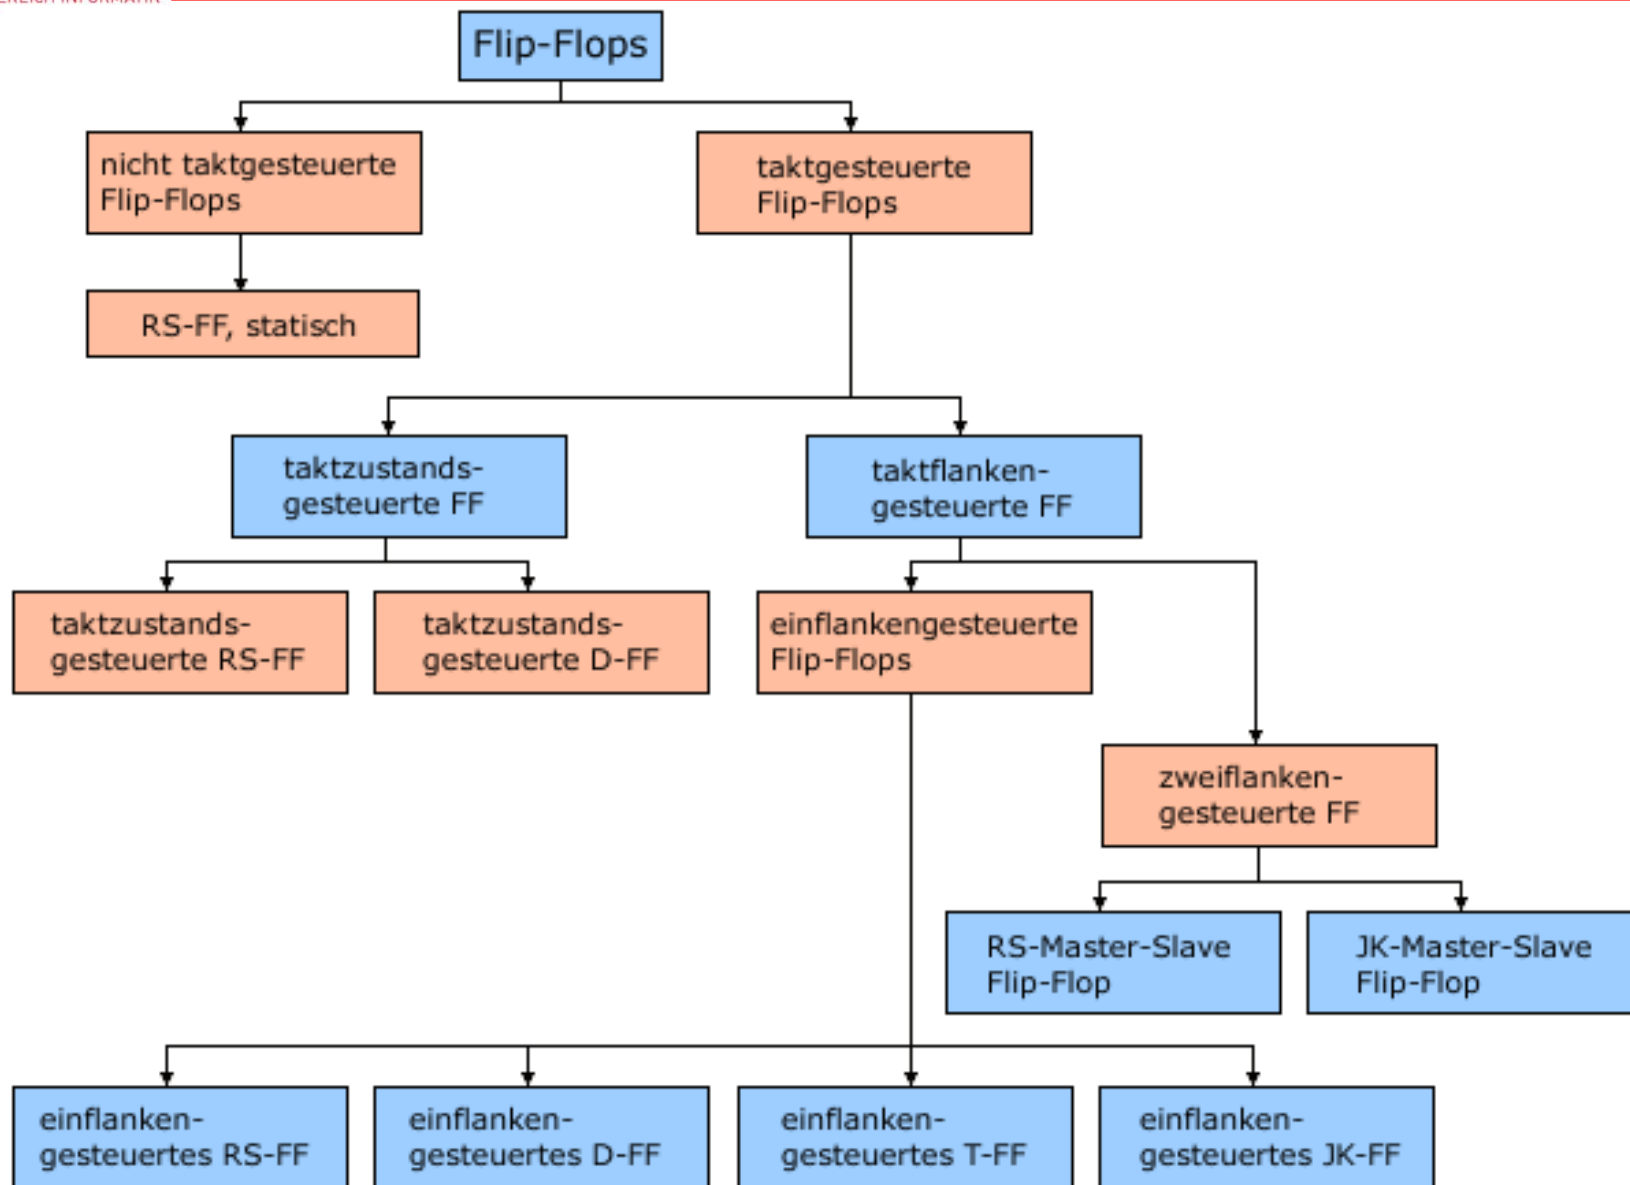 Flip-Flops
nicht taktgesteuerte
Flip-Flops
taktgesteuerte
Flip-Flops
RS-FF, statisch
taktzustands-
gesteuerte FF
taktflanken-
gesteuerte FF
taktzustands-
gesteuerte RS-FF
taktzustands-
gesteuerte D-FF
einflankengesteuerte
Flip-Flops
zweiflanken-
gesteuerte FF
RS-Master-Slave
Flip-Flop
JK-Master-Slave
Flip-Flop
einflanken-
gesteuertes RS-FF
einflanken-
gesteuertes D-FF
einflanken-
gesteuertes T-FF
einflanken-
gesteuertes JK-FF